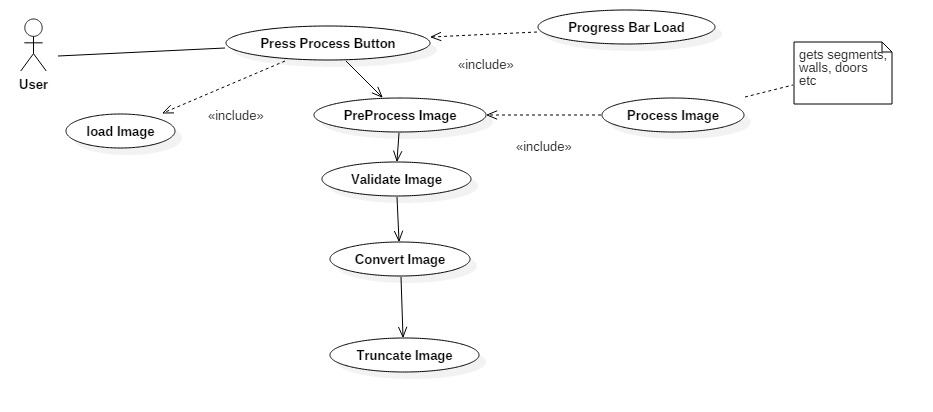 Progress Bar Load
Press Process Button
gets segments,
walls, doors
etc
«include»
User
«include»
load Image
PreProcess Image
Process Image
«include»
Validate Image
Convert Image
Truncate Image